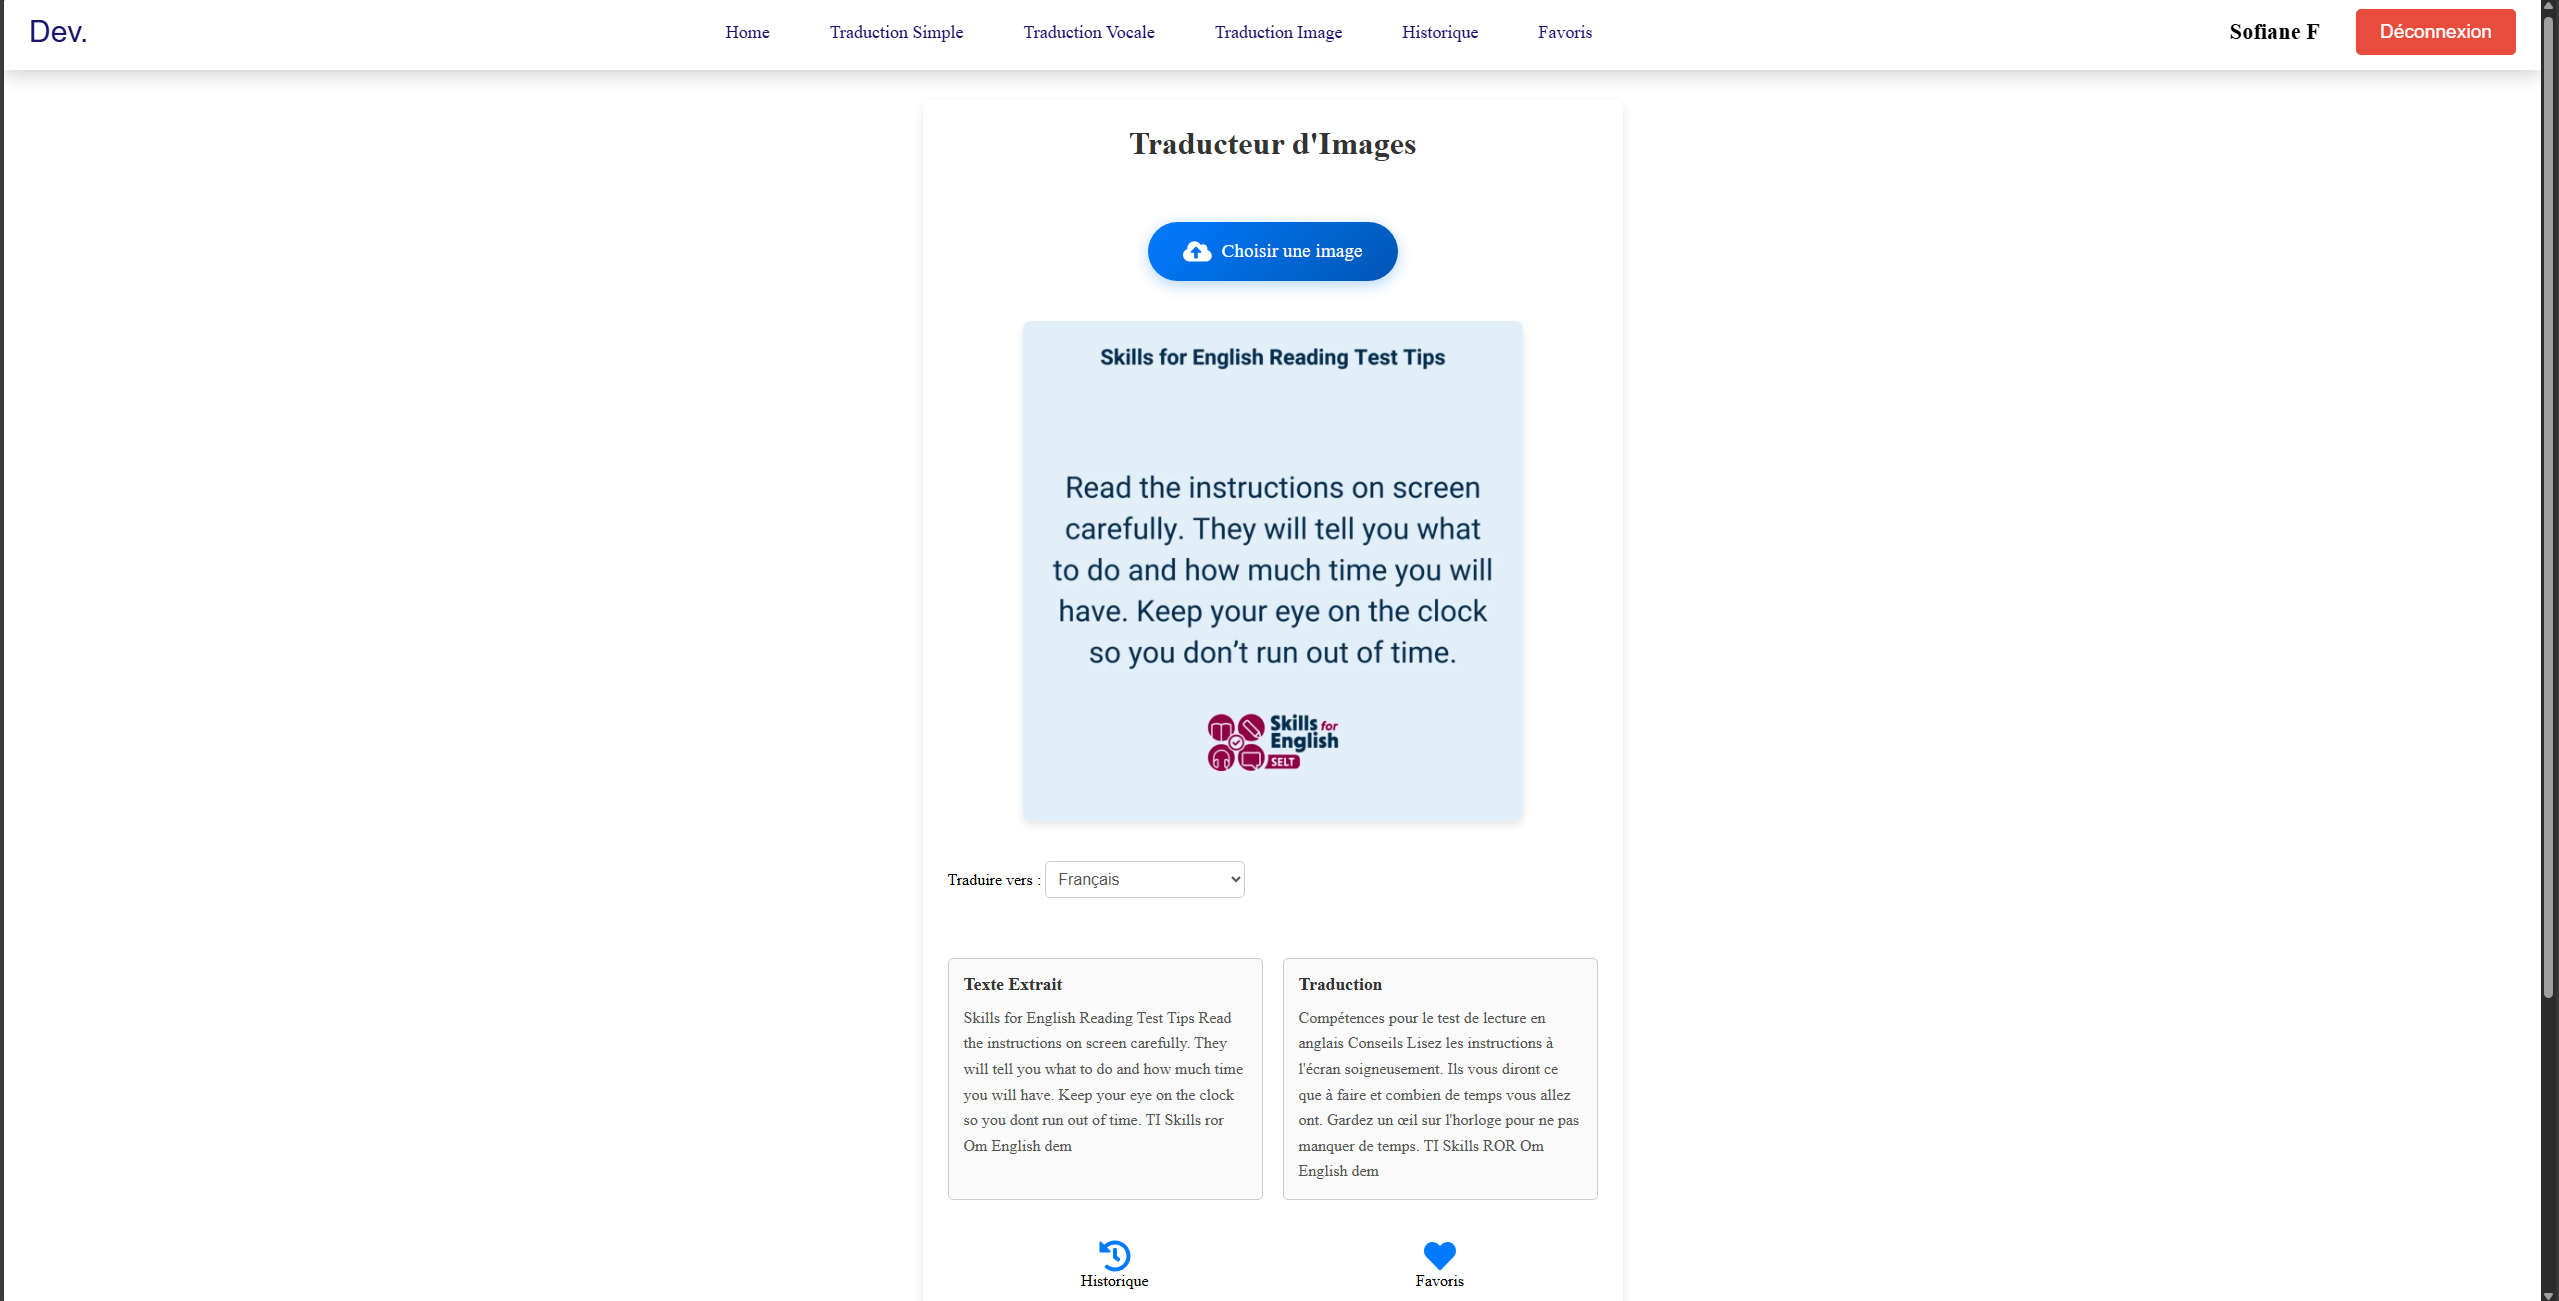 Dev.
Home
Traduction Simple
Traduction Vocale
Traduction Image
Historique
Favoris
Sofiane F
Déconnexion
Traducteur d'Images
Choisir une image
Skills for English Reading Test Tips
Read the instructions on screen
carefully. They will tell you what
to do and how much time you will
have. Keep your eye on the clock
so you don’t run out of time.
Skills for
English
SELT
Traduire vers :
Français
Texte Extrait
Skills for English Reading Test Tips Read
the instructions on screen carefully. They
will tell you what to do and how much time
you will have. Keep your eye on the clock
so you dont run out of time. TI Skills ror
Om English dem
Traduction
Compétences pour le test de lecture en
anglais Conseils Lisez les instructions à
l'écran soigneusement. Ils vous diront ce
que à faire et combien de temps vous allez
ont. Gardez un œil sur l'horloge pour ne pas
manquer de temps. TI Skills ROR Om
English dem
Historique
Favoris